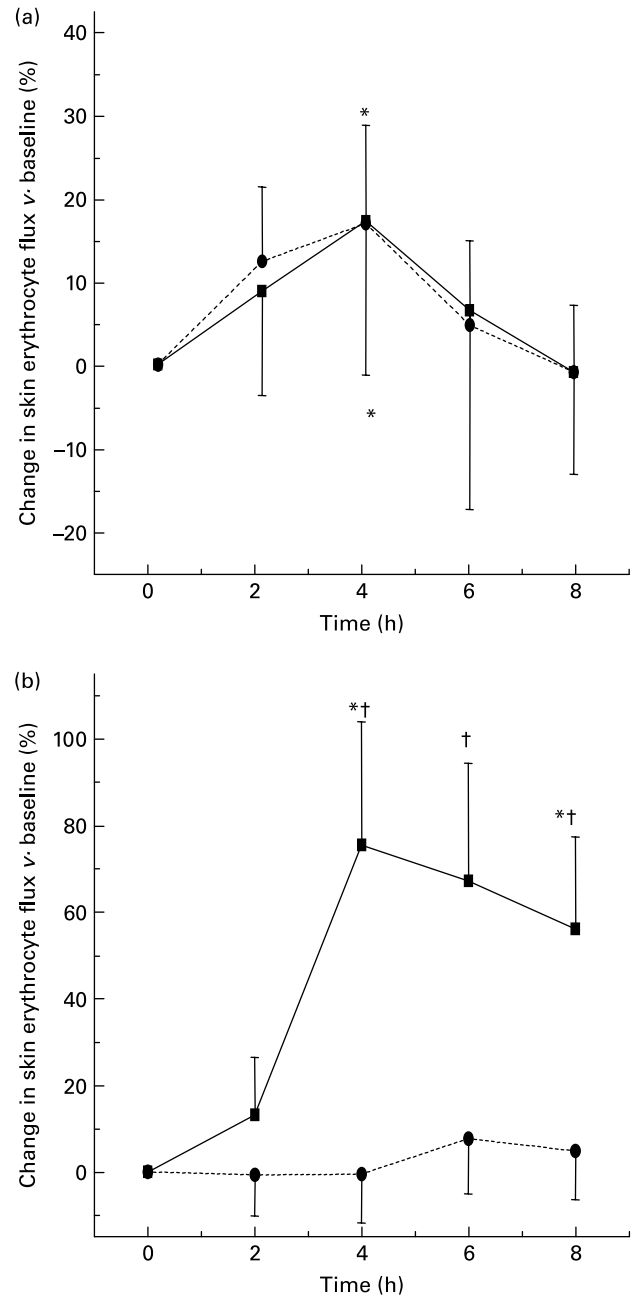 (a)
Change in skin erythrocyte flux v· baseline (%)
40
30
20
10
0
–10
–20
*
*
0 2 4 6 8
Time (h)
(b)
Change in skin erythrocyte flux v· baseline (%)
100
80
60
40
20
0
*†
†
*†
0 2 4 6 8
Time (h)